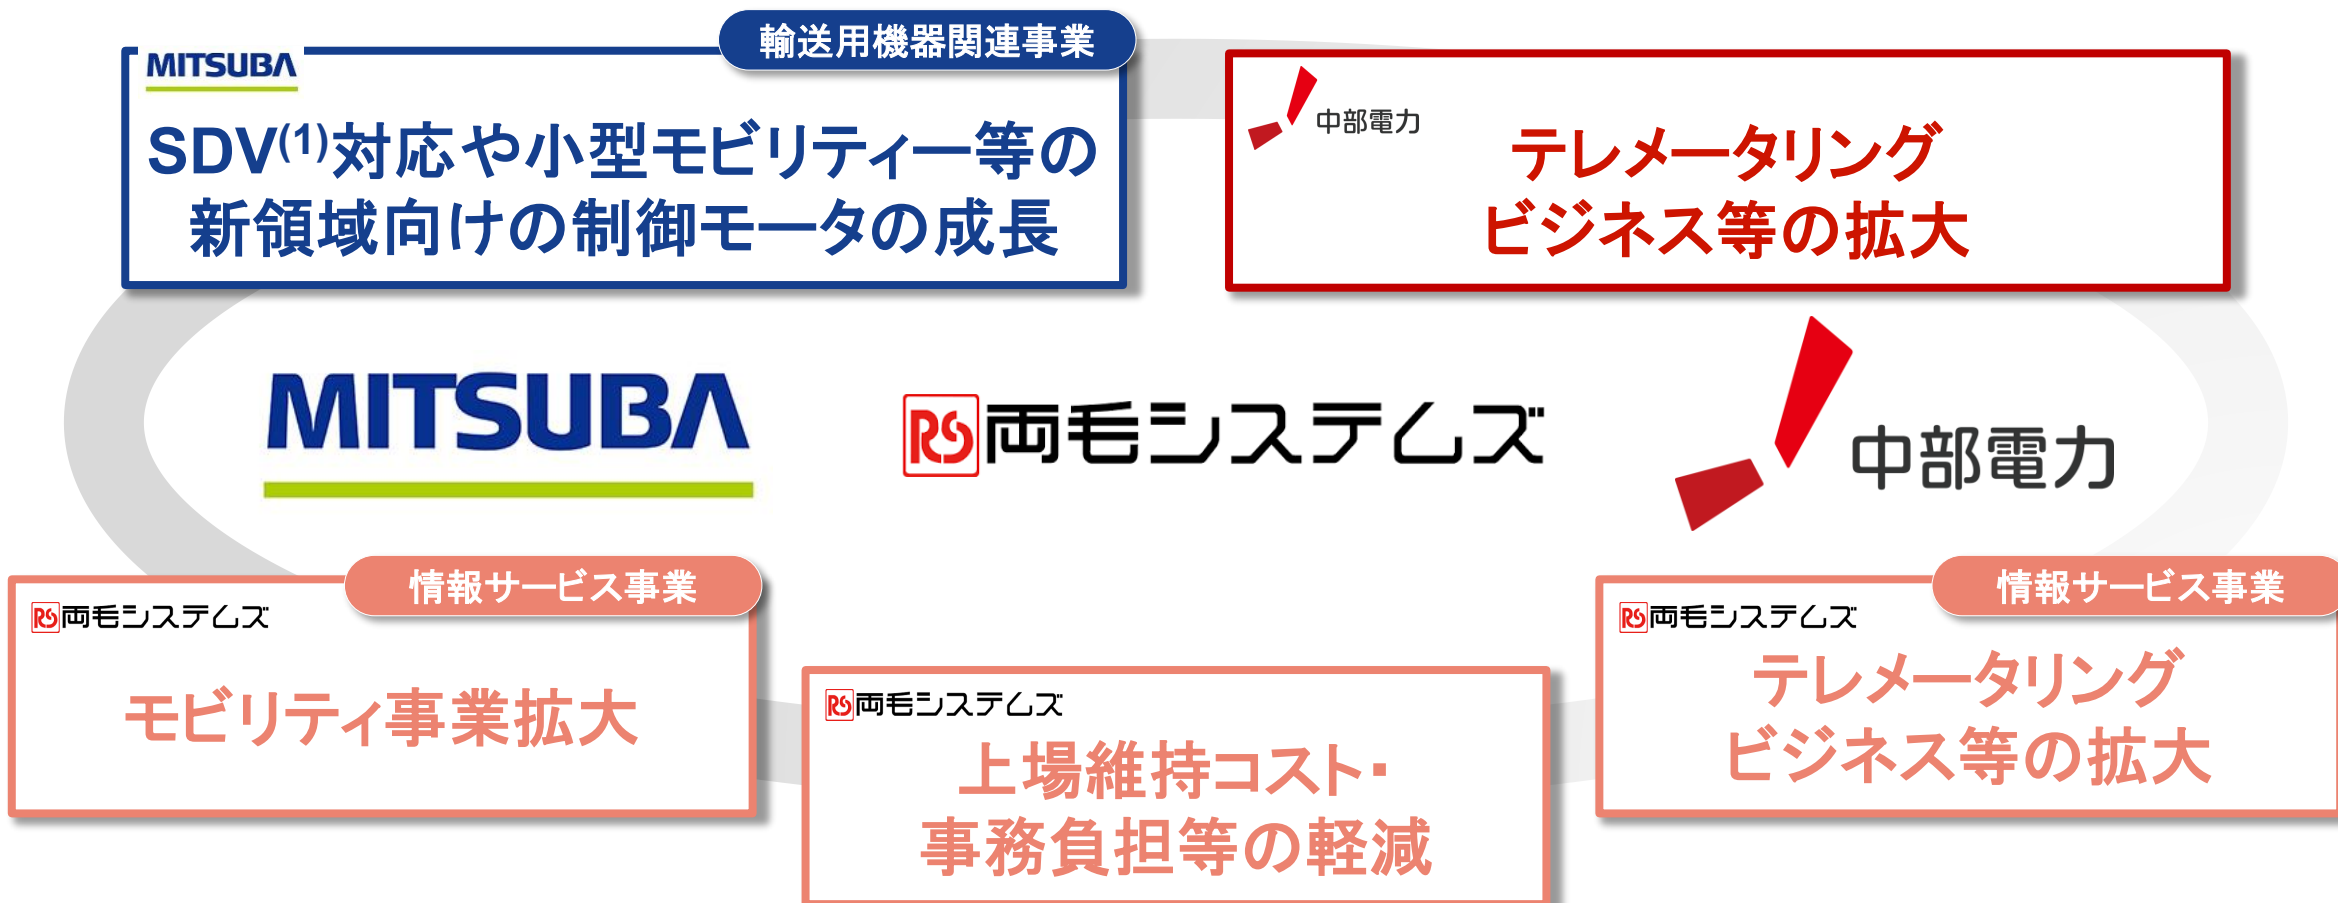 輸送用機器関連事業
MITSUBA
SDV(1)対応や小型モビリティー等の
新領域向けの制御モータの成長
中部電力
テレメータリング
ビジネス等の拡大
MITSUBA
RS両毛システムズ
中部電力
情報サービス事業
RS両毛システムズ
モビリティ事業拡大
RS両毛システムズ
上場維持コスト・
事務負担等の軽減
情報サービス事業
RS両毛システムズ
テレメータリング
ビジネス等の拡大